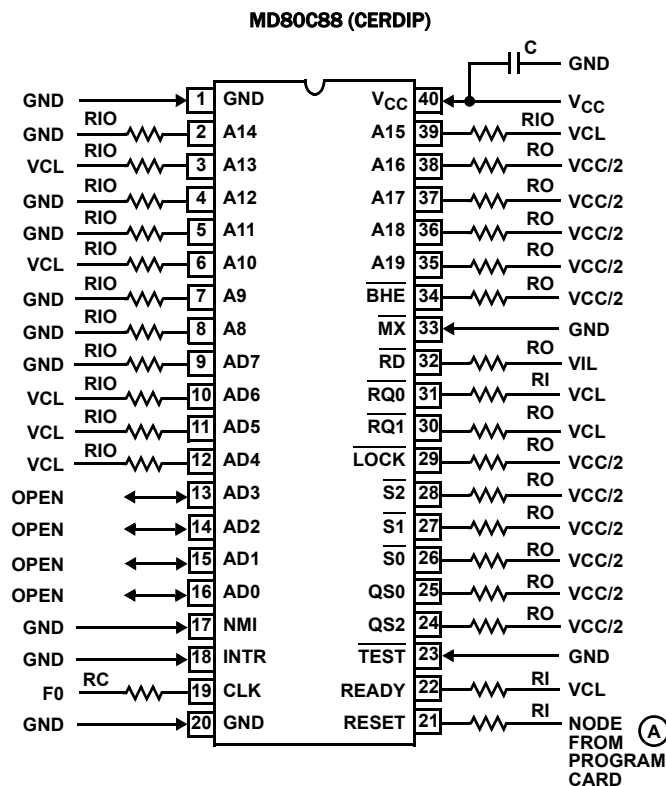 MD80C88 (CERDIP)
C GND
GND 1 GND V_CC 40 V_CC
GND RIO 2 A14 A15 39 RIO VCL
VCL RIO 3 A13 A16 38 RO VCC/2
GND RIO 4 A12 A17 37 RO VCC/2
GND RIO 5 A11 A18 36 RO VCC/2
VCL RIO 6 A10 A19 35 RO VCC/2
GND RIO 7 A9 BHE 34 RO VCC/2
GND RIO 8 A8 MX 33 GND
GND RIO 9 AD7 RD 32 RO VIL
VCL RIO 10 AD6 RQ0 31 RI VCL
VCL RIO 11 AD5 RQ1 30 RO VCL
VCL RIO 12 AD4 LOCK 29 RO VCC/2
OPEN 13 AD3 S2 28 RO VCC/2
OPEN 14 AD2 S1 27 RO VCC/2
OPEN 15 AD1 S0 26 RO VCC/2
OPEN 16 AD0 QS0 25 RO VCC/2
GND 17 NMI QS2 24 RO VCC/2
GND 18 INTR TEST 23 GND
F0 RC 19 CLK READY 22 RI VCL
GND 20 GND RESET 21 RI NODE A
FROM
PROGRAM
CARD